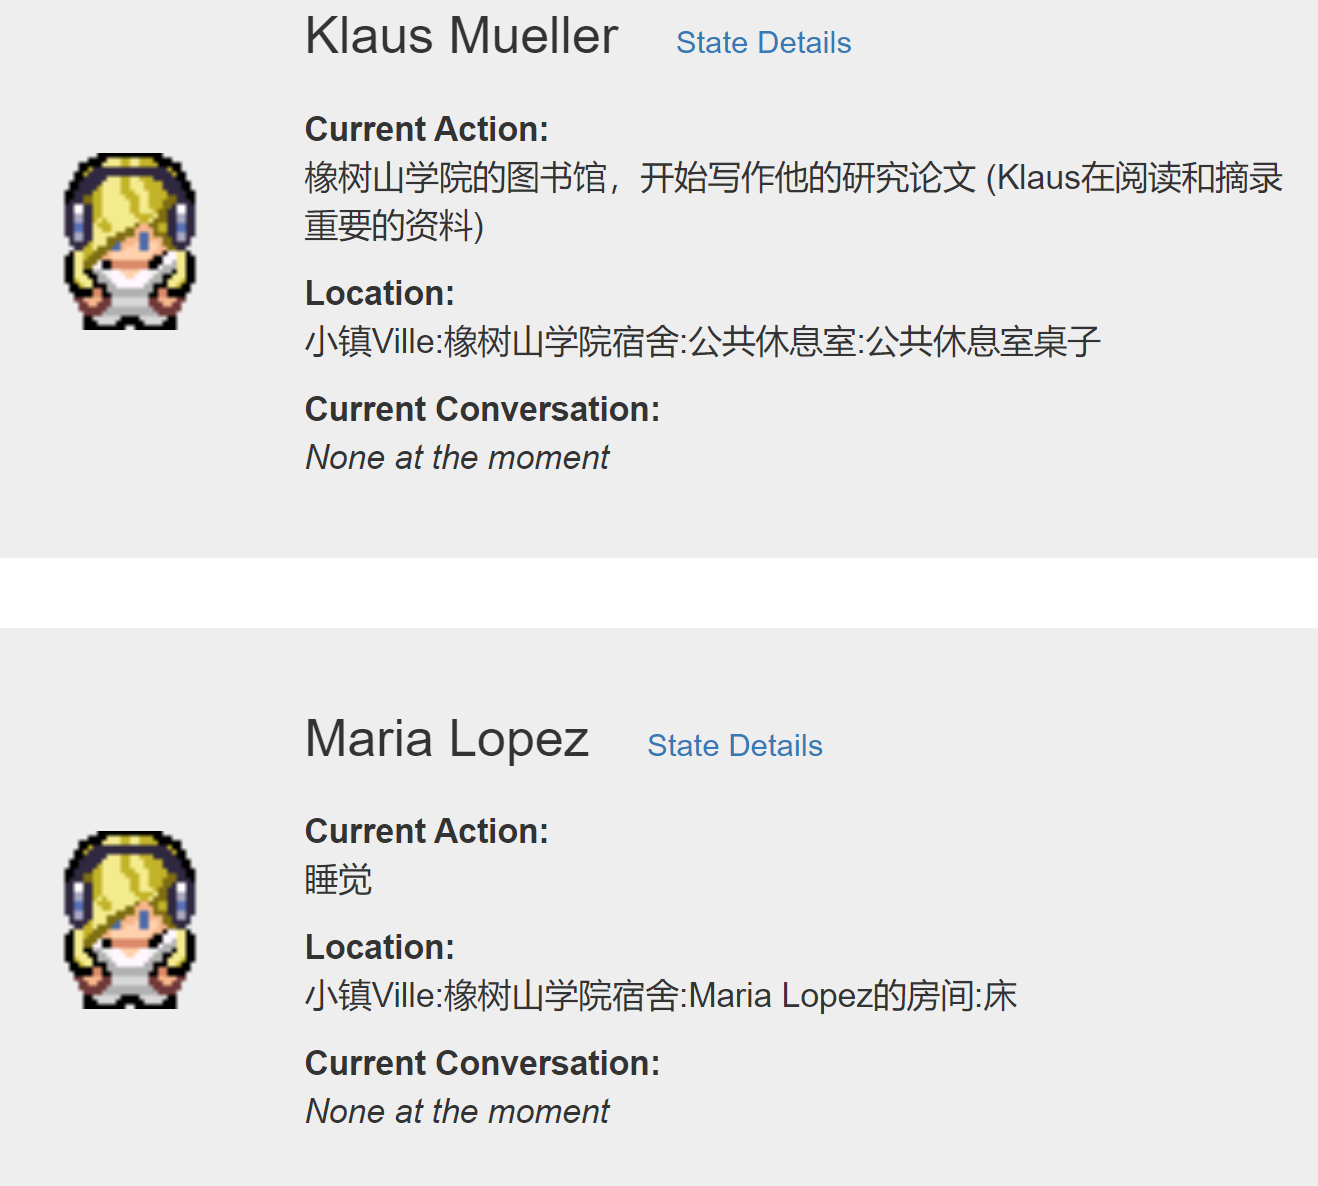 Klaus Mueller State Details
Current Action:
橡树山学院的图书馆，开始写作他的研究论文 (Klaus在阅读和摘录
重要的资料)
Location:
小镇Ville:橡树山学院宿舍:公共休息室:公共休息室桌子
Current Conversation:
None at the moment
Maria Lopez State Details
Current Action:
睡觉
Location:
小镇Ville:橡树山学院宿舍:Maria Lopez的房间:床
Current Conversation:
None at the moment